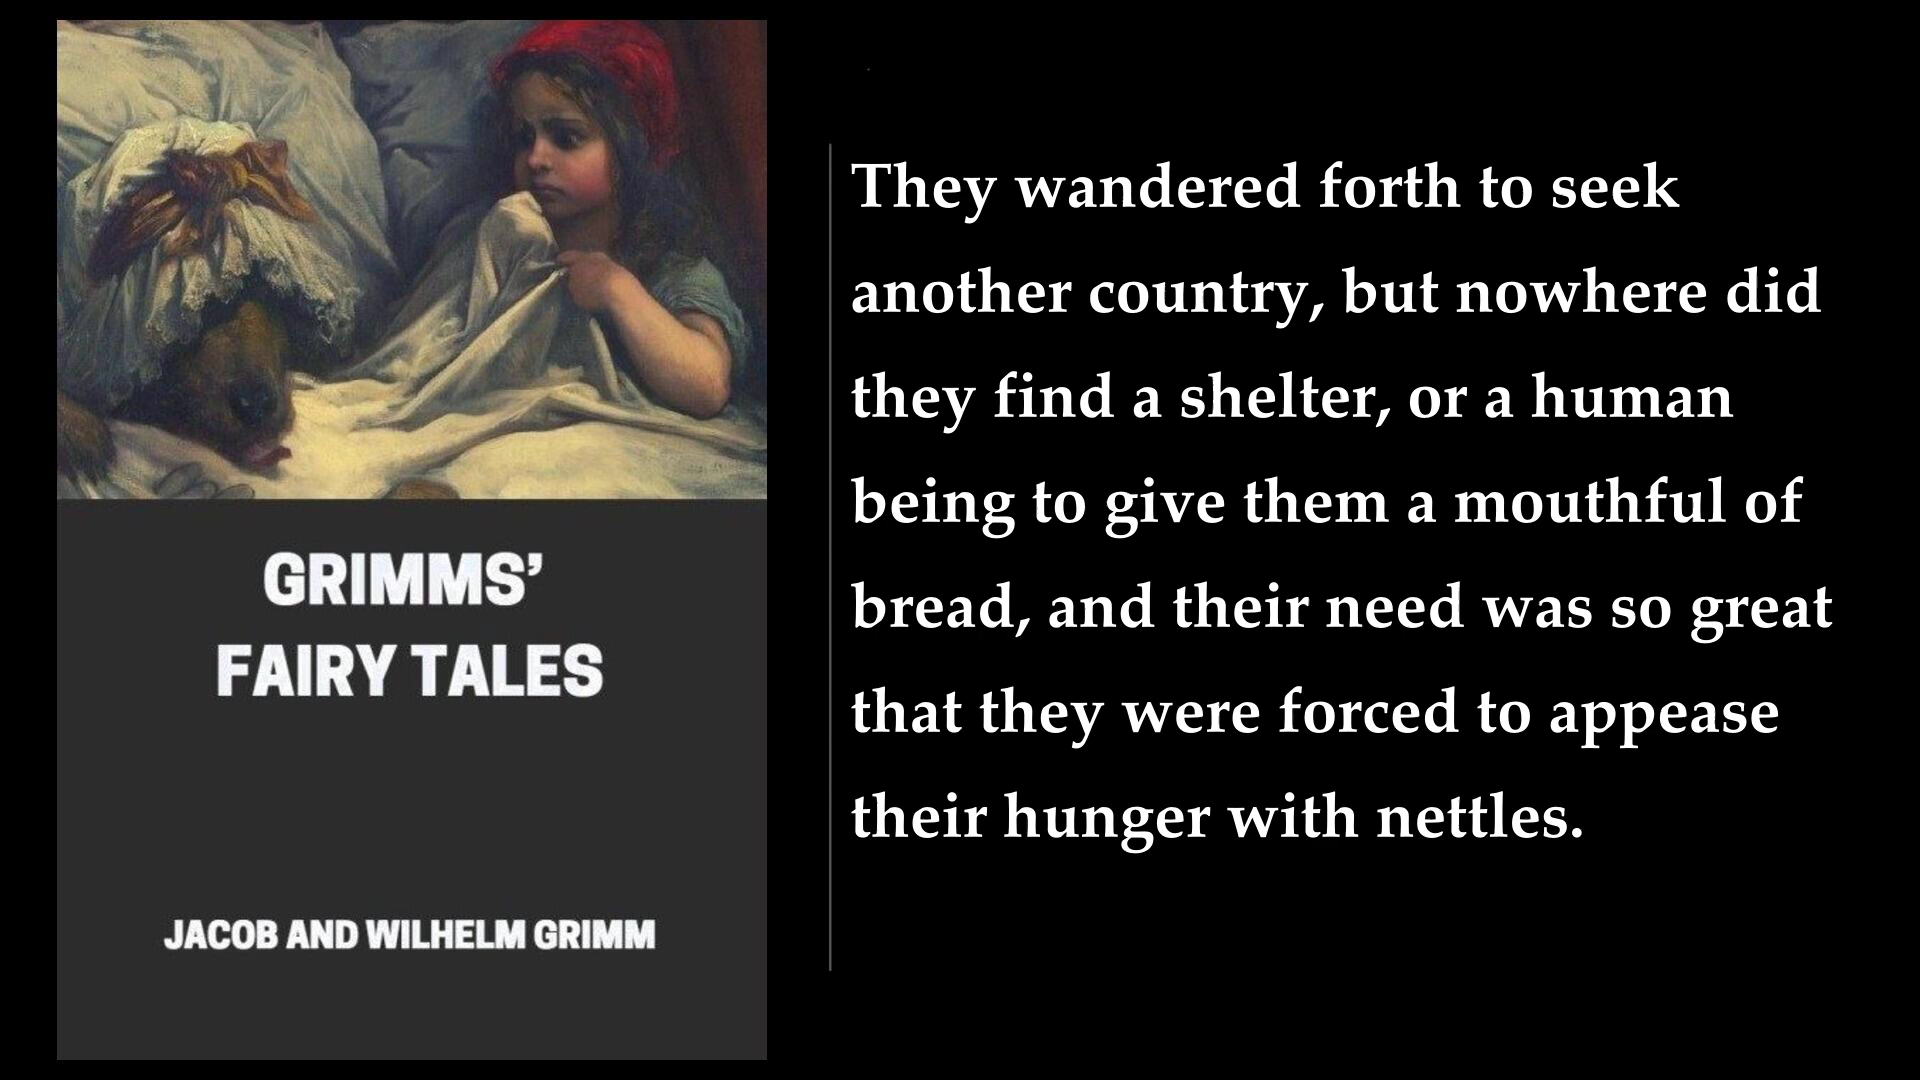 GRIMMS’
FAIRY TALES
JACOB AND WILHELM GRIMM
They wandered forth to seek
another country, but nowhere did
they find a shelter, or a human
being to give them a mouthful of
bread, and their need was so great
that they were forced to appease
their hunger with nettles.